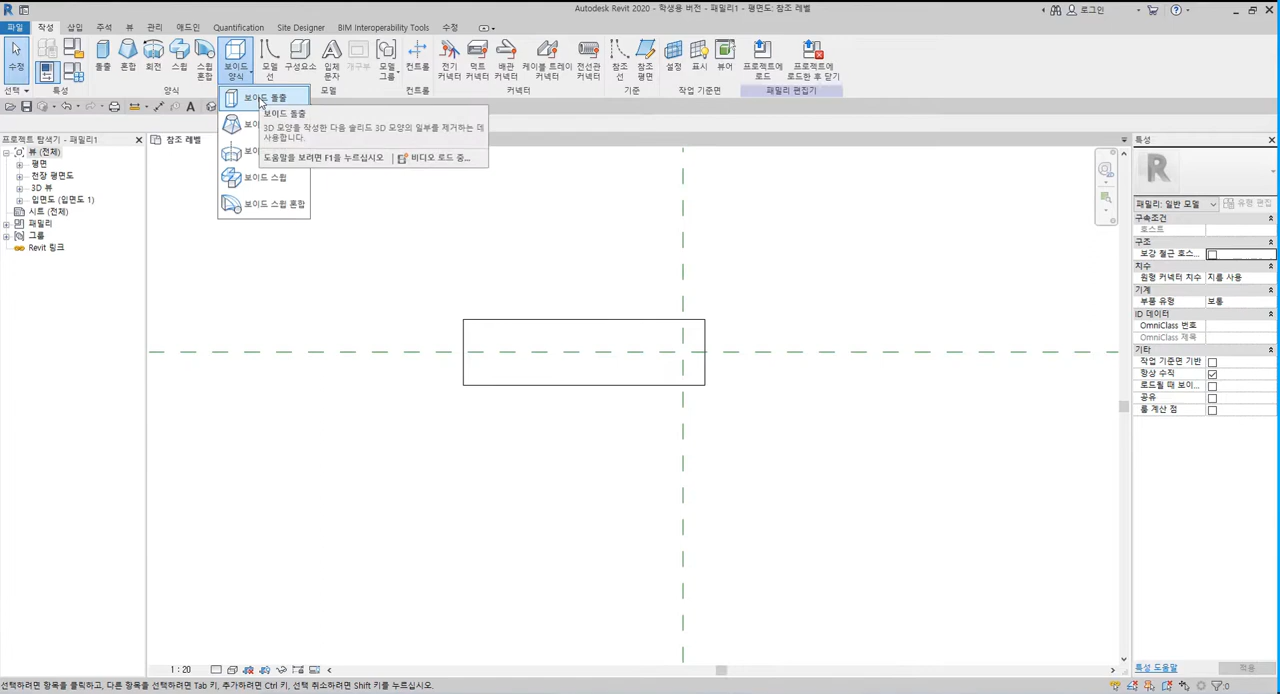 Autodesk Revit 2020 - 학생용 버전 - 패밀리1 - 평면도: 참조 레벨
로그인
파일 작성 삽입 주석 뷰 관리 애드인 Quantification Site Designer BIM Interoperability Tools 수정
수정
돌출 혼합 회전 스윕 스윕 혼합
보이드 양식
모델 선
구성요소
입체 문자
개구부
모델 그룹
컨트롤
전기 커넥터
덕트 커넥터
배관 커넥터
케이블 트레이 커넥터
전선관 커넥터
참조 선
참조 평면
설정 표시 뷰어
프로젝트에 로드
프로젝트에 로드한 후 닫기
선택 특성 양식 모델 컨트롤 커넥터 기준 작업 기준면 패밀리 편집기
보이드 돌출
보이드 돌출
3D 모양을 작성한 다음 솔리드 3D 모양의 일부를 제거하는 데
사용합니다.
도움말을 보려면 F1을 누르십시오 비디오 로드 중...
보이드 스윕
보이드 스윕 혼합
프로젝트 탐색기 - 패밀리1
뷰 (전체)
평면
천장 평면도
3D 뷰
입면도 (입면도 1)
시트 (전체)
패밀리
그룹
Revit 링크
참조 레벨
특성
패밀리: 일반 모델 유형 편집
구속조건
호스트
구조
보강 철근 호스...
치수
원형 커넥터 치수 지름 사용
기계
부품 유형 보통
ID 데이터
OmniClass 번호
OmniClass 제목
기타
작업 기준면 기반
항상 수직
로드될 때 보이...
공유
룸 계산 점
특성 도움말 적용
1 : 20
선택하려면 항목을 클릭하고, 다른 항목을 선택하려면 Tab 키, 추가하려면 Ctrl 키, 선택 취소하려면 Shift 키를 누르십시오. :0